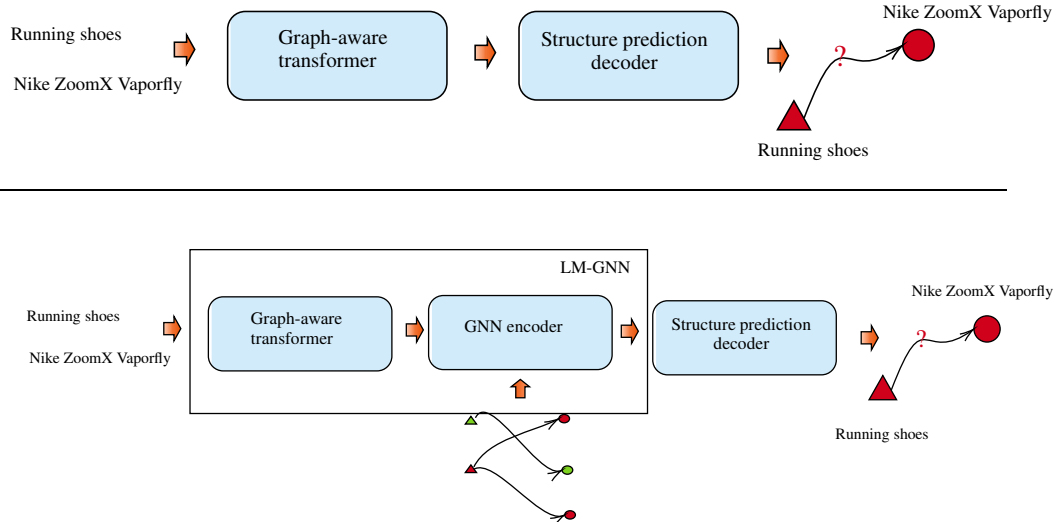 Running shoes
Nike ZoomX Vaporfly
Graph-aware
transformer
Structure prediction
decoder
Nike ZoomX Vaporfly
?
Running shoes
LM-GNN
Running shoes
Nike ZoomX Vaporfly
Graph-aware
transformer
GNN encoder
Structure prediction
decoder
Nike ZoomX Vaporfly
?
Running shoes